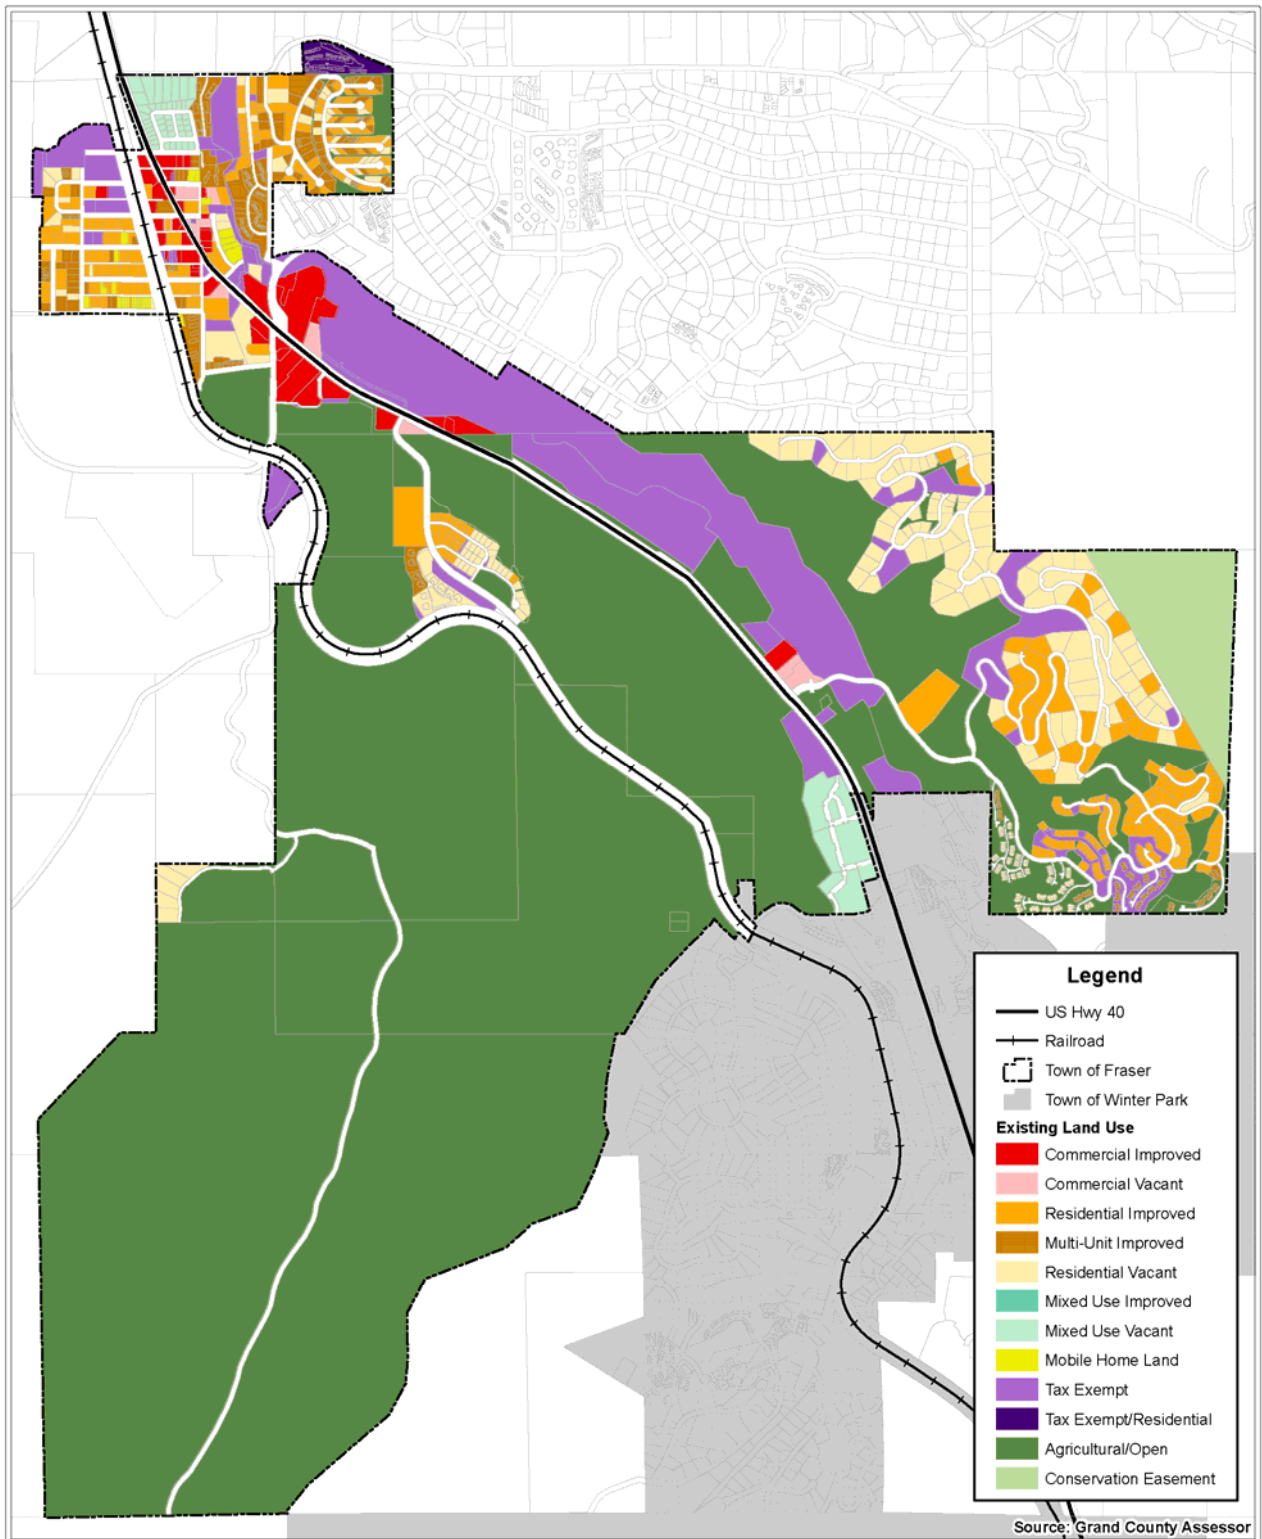 Legend
US Hwy 40
Railroad
Town of Fraser
Town of Winter Park
Existing Land Use
Commercial Improved
Commercial Vacant
Residential Improved
Multi-Unit Improved
Residential Vacant
Mixed Use Improved
Mixed Use Vacant
Mobile Home Land
Tax Exempt
Tax Exempt/Residential
Agricultural/Open
Conservation Easement
Source: Grand County Assessor